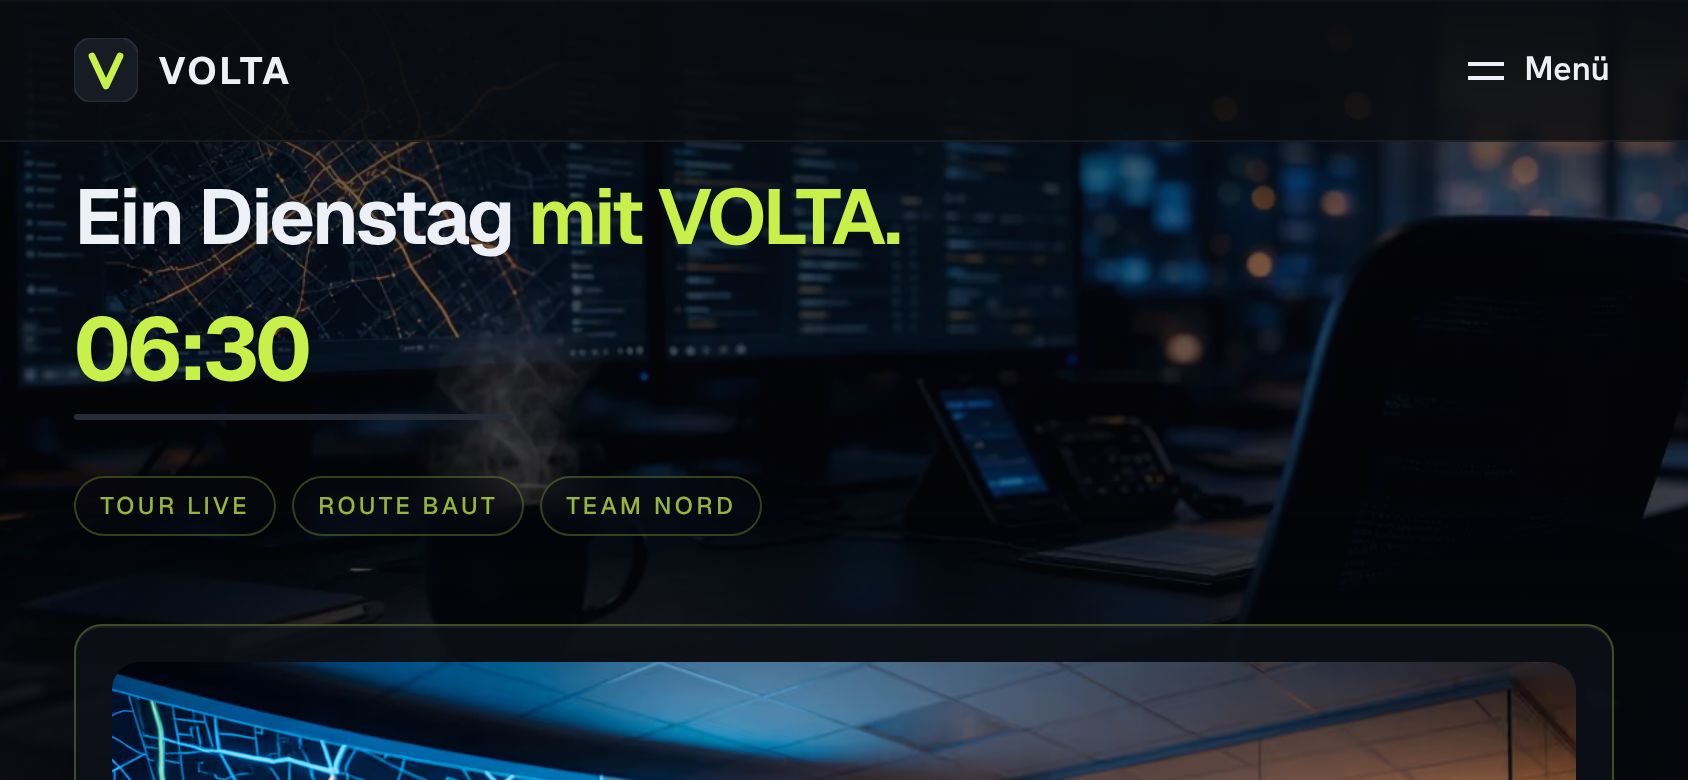 VOLTA
Menü
Ein Dienstag mit VOLTA.
06:30
TOUR LIVE
ROUTE BAUT
TEAM NORD